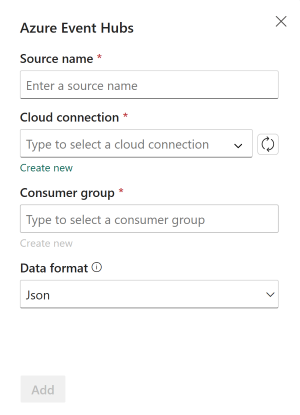 Azure Event Hubs
Source name *
Enter a source name
Cloud connection *
Type to select a cloud connection
Create new
Consumer group *
Type to select a consumer group
Create new
Data format
Json
Add